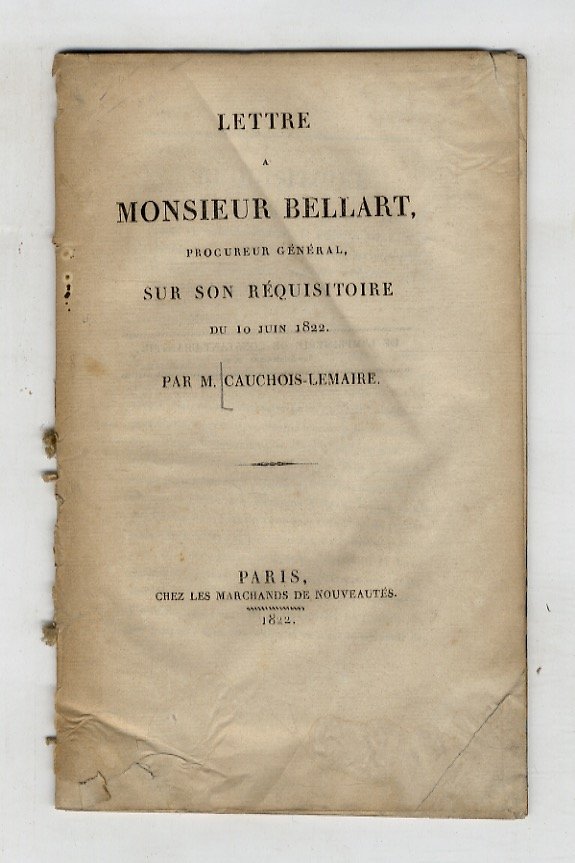 LETTRE
A
MONSIEUR BELLART,
PROCUREUR GÉNÉRAL,
SUR SON RÉQUISITOIRE
DU 10 JUIN 1822.
PAR M. CAUCHOIS-LEMAIRE.
PARIS,
CHEZ LES MARCHANDS DE NOUVEAUTÉS.
1822.